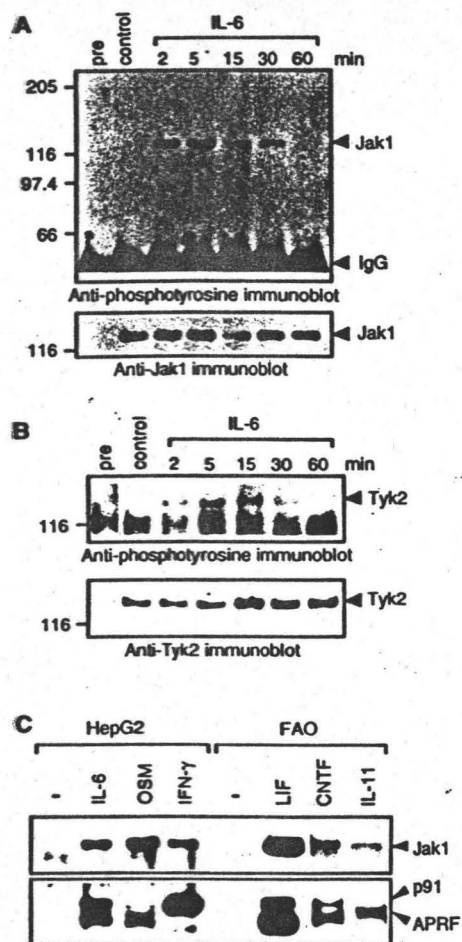 A
IL-6
pre control 2 5 15 30 60 min
205
116
97.4
66
Jak1
IgG
Anti-phosphotyrosine immunoblot
116
Jak1
Anti-Jak1 immunoblot
B
IL-6
pre control 2 5 15 30 60 min
116
Tyk2
Anti-phosphotyrosine immunoblot
116
Tyk2
Anti-Tyk2 immunoblot
C
HepG2 FAO
- IL-6 OSM IFN-γ - LIF CNTF IL-11
Jak1
p91
APRF